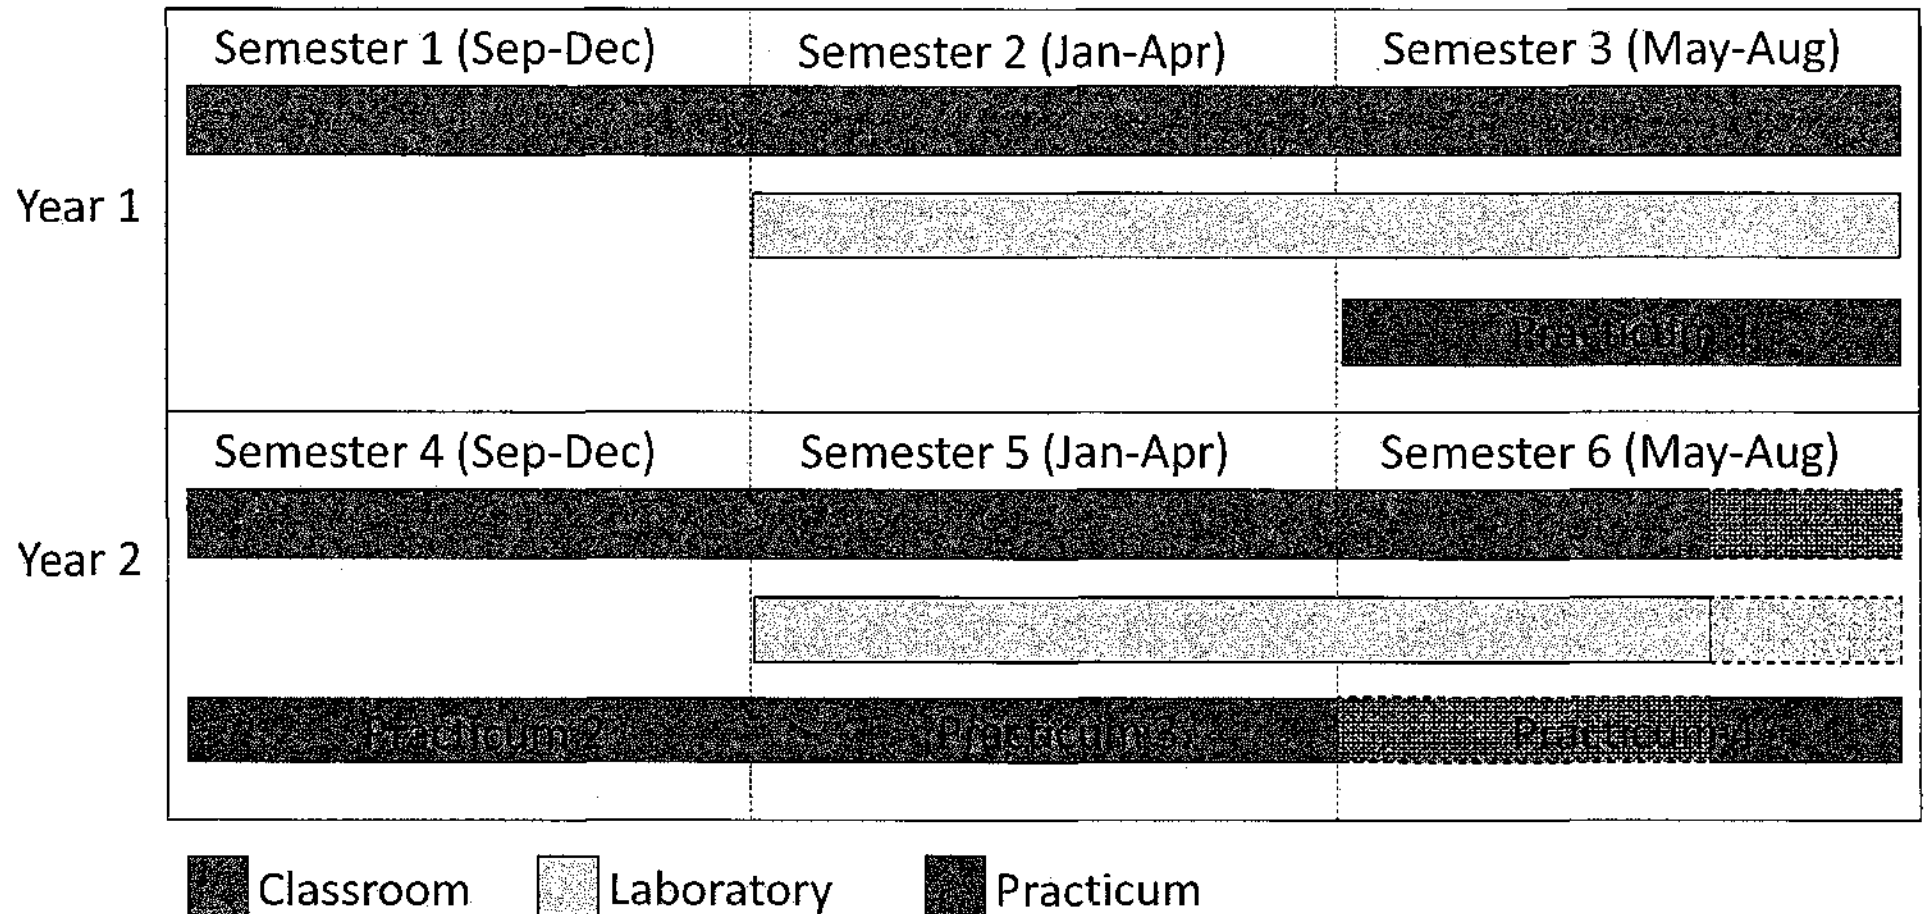 Semester 1 (Sep-Dec) Semester 2 (Jan-Apr) Semester 3 (May-Aug)
Year 1
Practicum 1
Semester 4 (Sep-Dec) Semester 5 (Jan-Apr) Semester 6 (May-Aug)
Year 2
Practicum 2 Practicum 3 Practicum
Classroom Laboratory Practicum